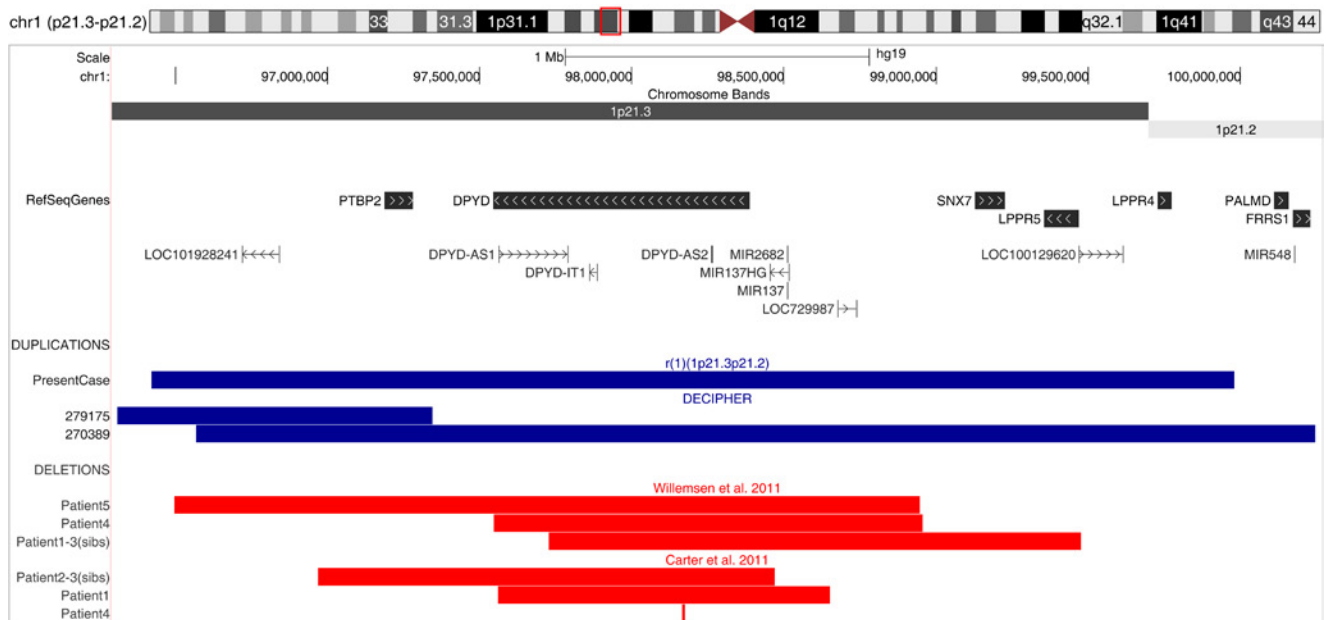 chr1 (p21.3-p21.2) 33 31.3 1p31.1 1q12 q32.1 1q41 q43 44
Scale 1 Mb hg19
chr1: 97,000,000 97,500,000 98,000,000 98,500,000 99,000,000 99,500,000 100,000,000
Chromosome Bands
1p21.3
1p21.2
RefSeqGenes PTBP2 DPYD SNX7 LPPR4 PALMD
LPPR5 FRRS1
LOC101928241 DPYD-AS1 DPYD-AS2 MIR2682 LOC100129620 MIR548
DPYD-IT1 MIR137HG
MIR137
LOC729987
DUPLICATIONS
r(1)(1p21.3p21.2)
PresentCase
DECIPHER
279175
270389
DELETIONS
Willemsen et al. 2011
Patient5
Patient4
Patient1-3(sibs)
Carter et al. 2011
Patient2-3(sibs)
Patient1
Patient4